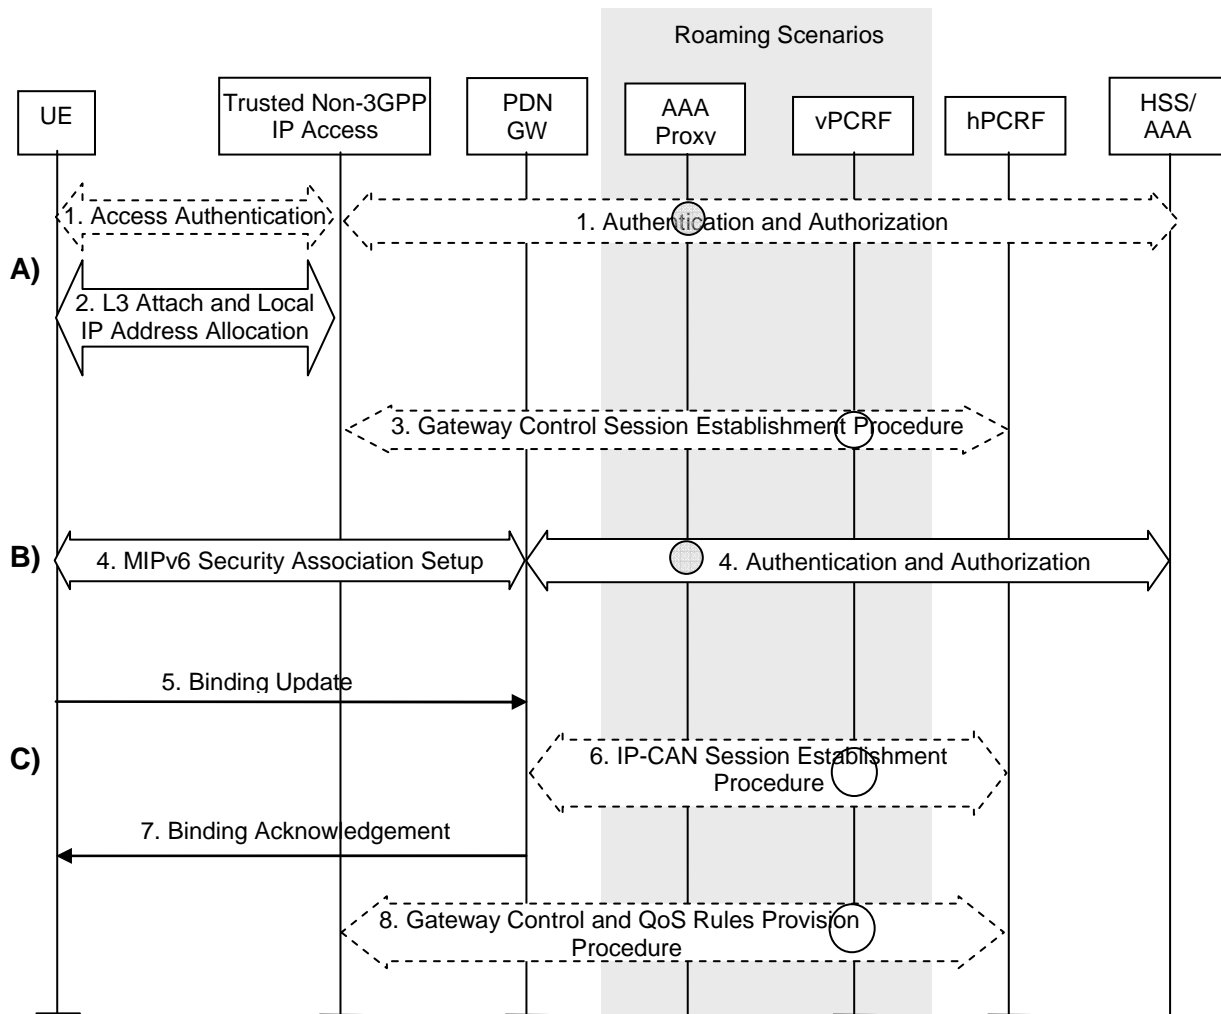 Roaming Scenarios
UE
Trusted Non-3GPP
IP Access
PDN
GW
AAA
Proxy
vPCRF
hPCRF
HSS/
AAA
1. Access Authentication
1. Authentication and Authorization
A)
2. L3 Attach and Local
IP Address Allocation
3. Gateway Control Session Establishment Procedure
B)
4. MIPv6 Security Association Setup
4. Authentication and Authorization
5. Binding Update
C)
6. IP-CAN Session Establishment
Procedure
7. Binding Acknowledgement
8. Gateway Control and QoS Rules Provision
Procedure